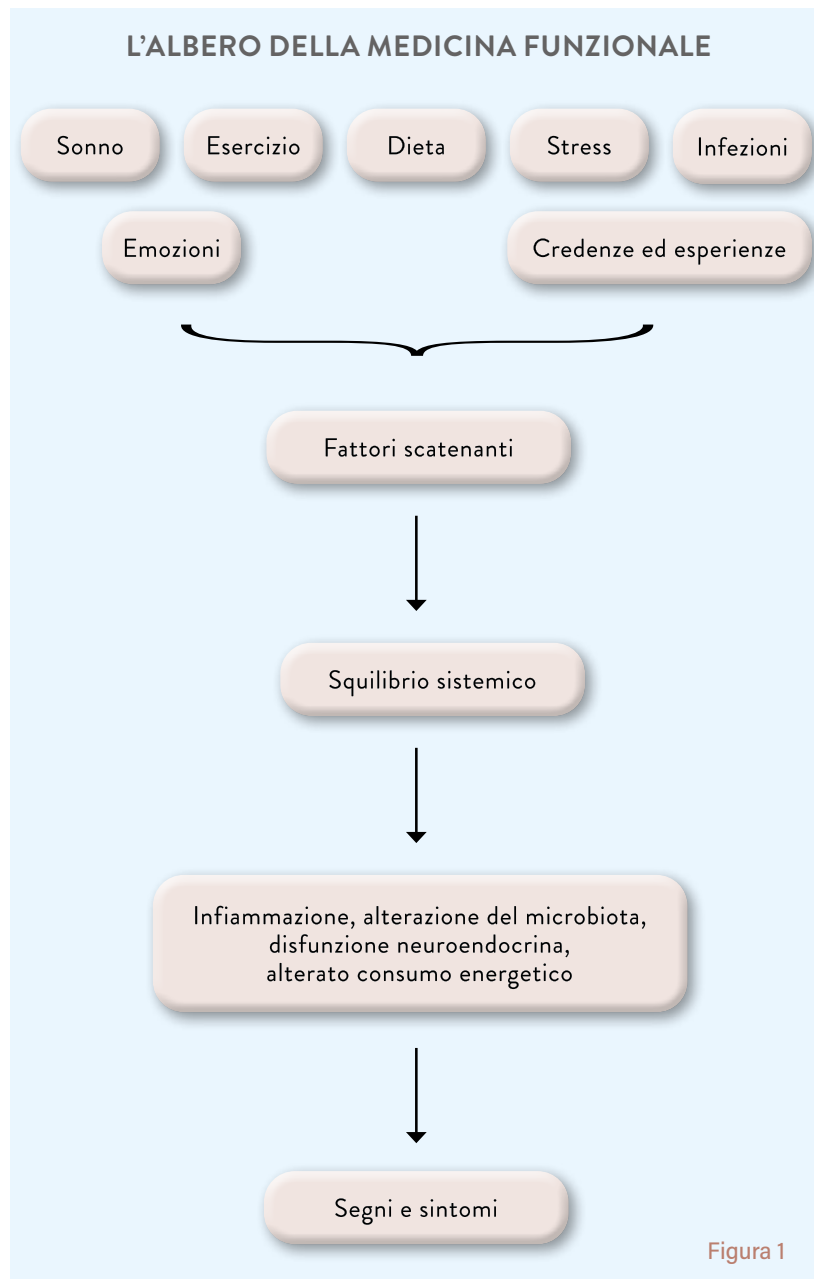 L'ALBERO DELLA MEDICINA FUNZIONALE
Sonno
Esercizio
Dieta
Stress
Infezioni
Emozioni
Credenze ed esperienze
Fattori scatenanti
Squilibrio sistemico
Infiammazione, alterazione del microbiota,
disfunzione neuroendocrina,
alterato consumo energetico
Segni e sintomi
Figura 1